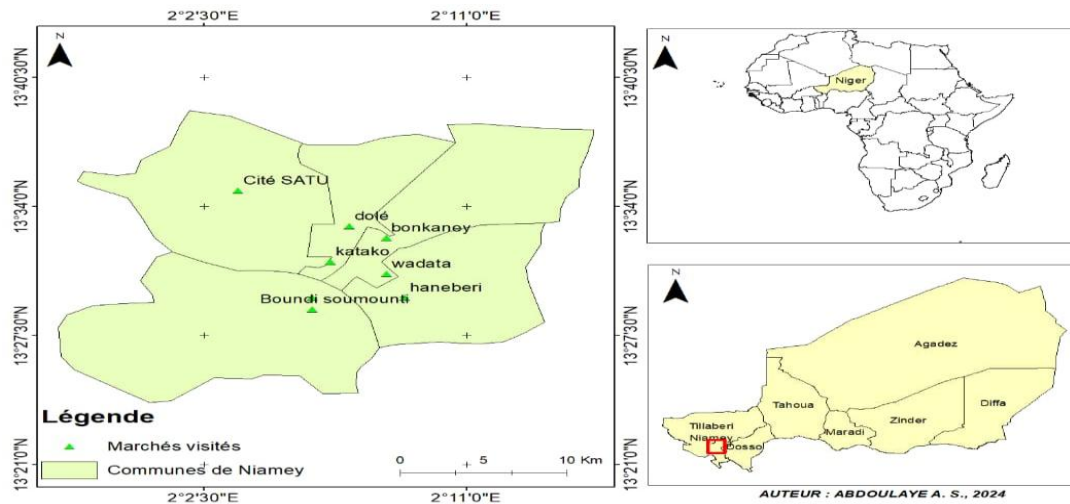 2°2'30"E
2°11'0"E
N
13°40'30"N
13°40'30"N
Cité SATU
13°34'0"N
13°34'0"N
dolé
bonkaney
katako
wadata
haneberi
Boundi soumounti
13°27'30"N
13°27'30"N
Légende
Marchés visités
Communes de Niamey
0 5 10 Km
13°21'0"N
13°21'0"N
2°2'30"E
2°11'0"E
N
Niger
N
Agadez
Tahoua
Diffa
Zinder
Maradi
Tillaberi
Niamey
Dosso
AUTEUR : ABDOULAYE A. S., 2024